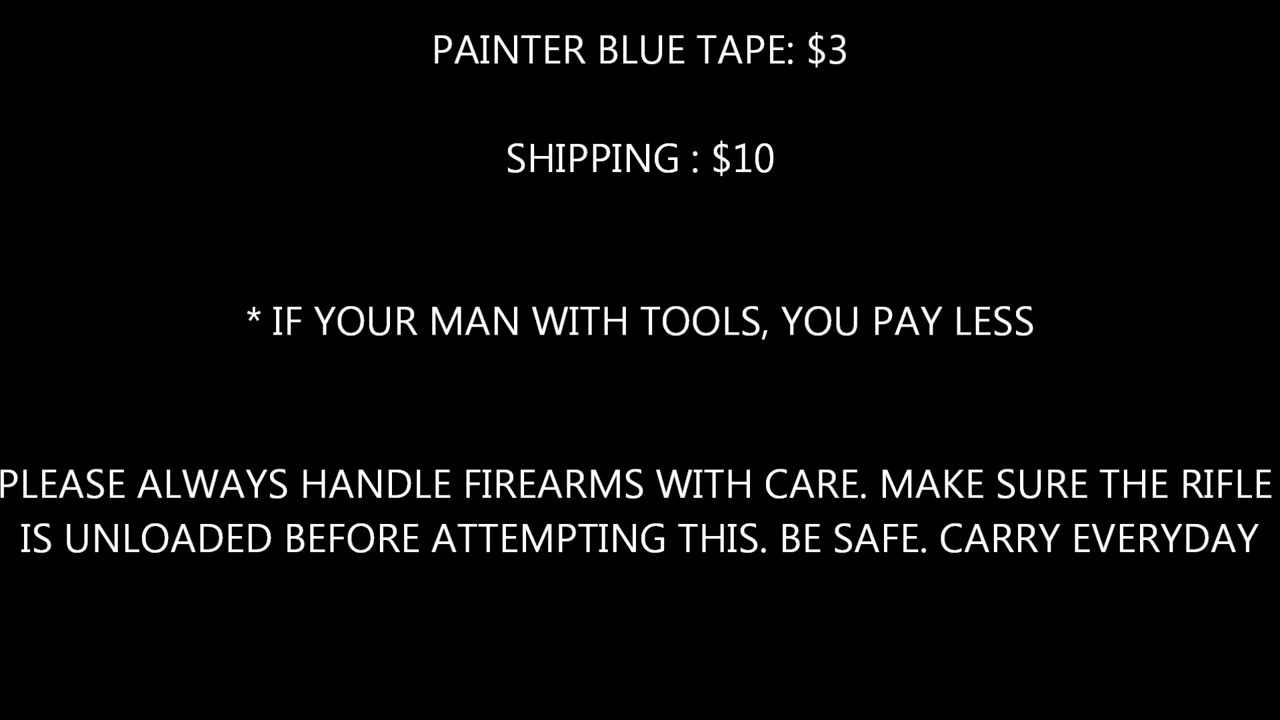 PAINTER BLUE TAPE: $3
SHIPPING : $10
* IF YOUR MAN WITH TOOLS, YOU PAY LESS
PLEASE ALWAYS HANDLE FIREARMS WITH CARE. MAKE SURE THE RIFLE
IS UNLOADED BEFORE ATTEMPTING THIS. BE SAFE. CARRY EVERYDAY